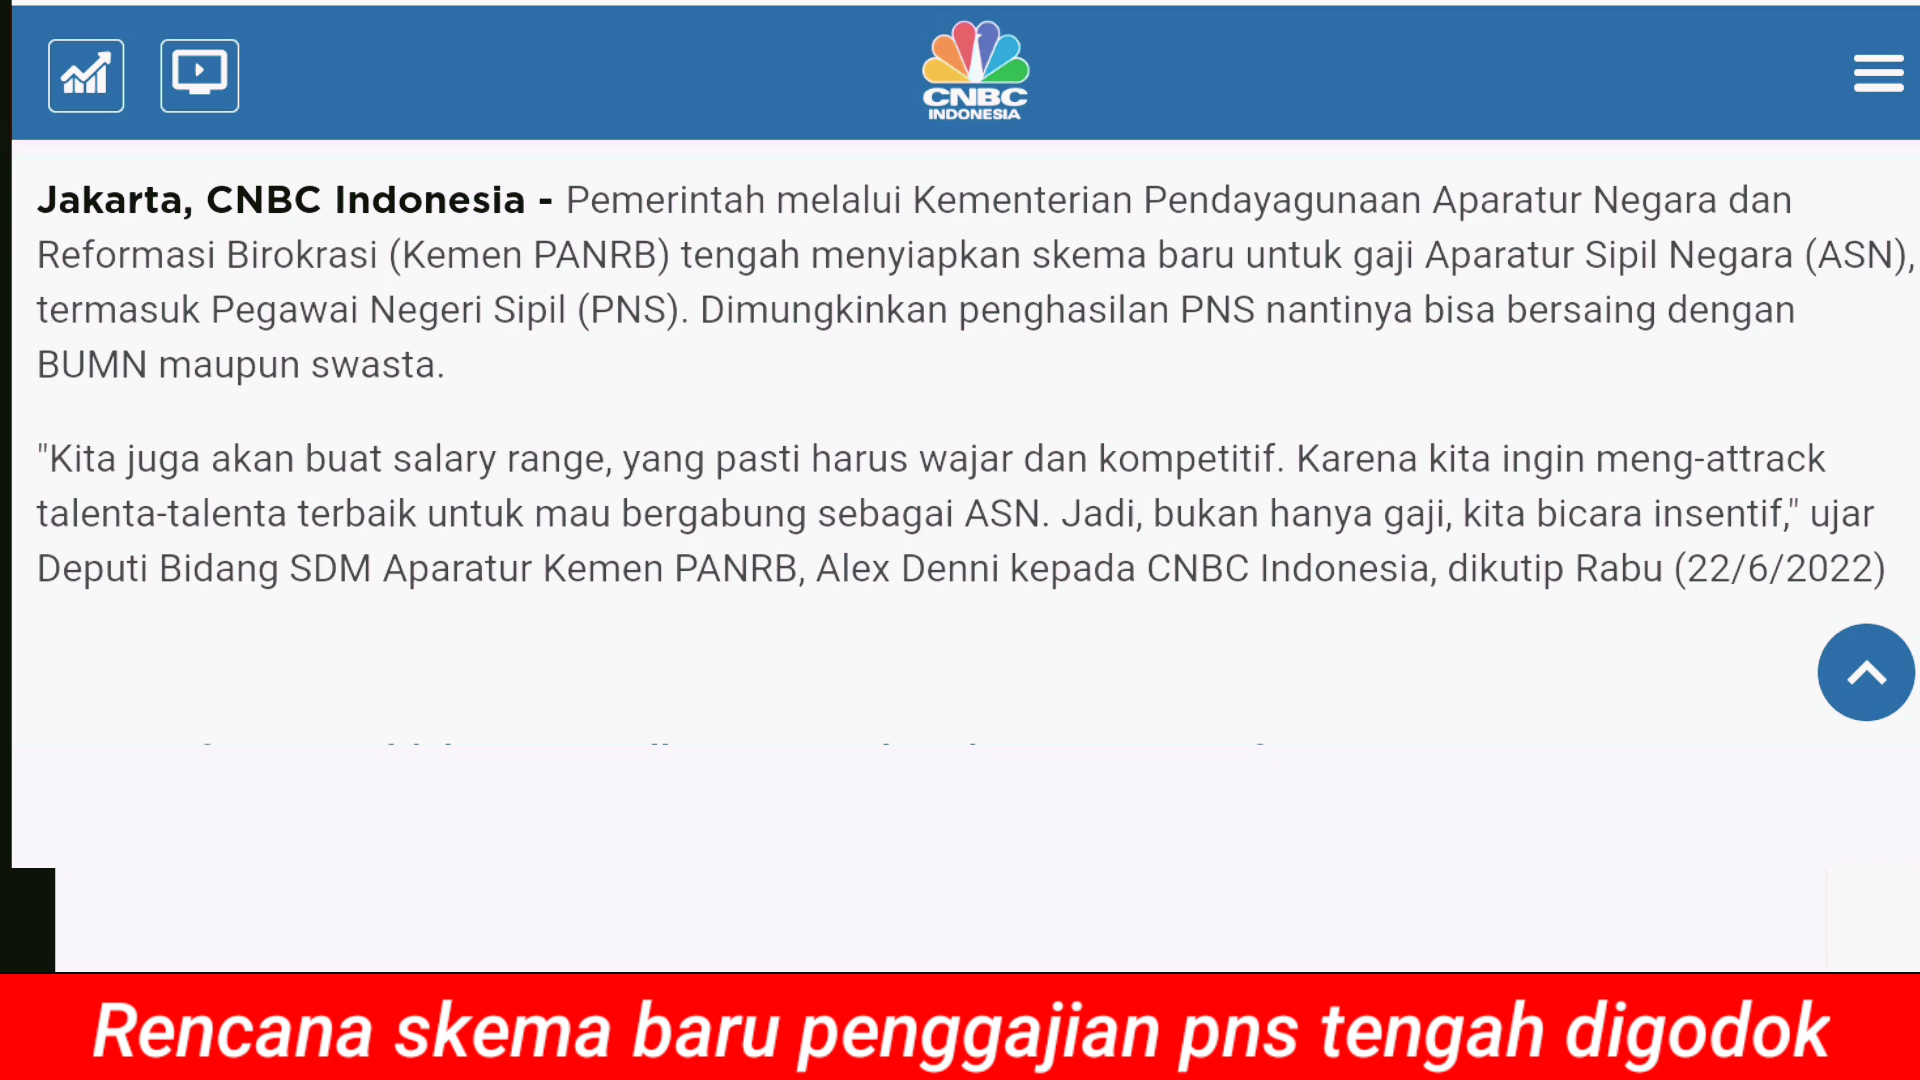 CNBC
INDONESIA
Jakarta, CNBC Indonesia - Pemerintah melalui Kementerian Pendayagunaan Aparatur Negara dan
Reformasi Birokrasi (Kemen PANRB) tengah menyiapkan skema baru untuk gaji Aparatur Sipil Negara (ASN),
termasuk Pegawai Negeri Sipil (PNS). Dimungkinkan penghasilan PNS nantinya bisa bersaing dengan
BUMN maupun swasta.
"Kita juga akan buat salary range, yang pasti harus wajar dan kompetitif. Karena kita ingin meng-attrack
talenta-talenta terbaik untuk mau bergabung sebagai ASN. Jadi, bukan hanya gaji, kita bicara insentif," ujar
Deputi Bidang SDM Aparatur Kemen PANRB, Alex Denni kepada CNBC Indonesia, dikutip Rabu (22/6/2022)
Rencana skema baru penggajian pns tengah digodok